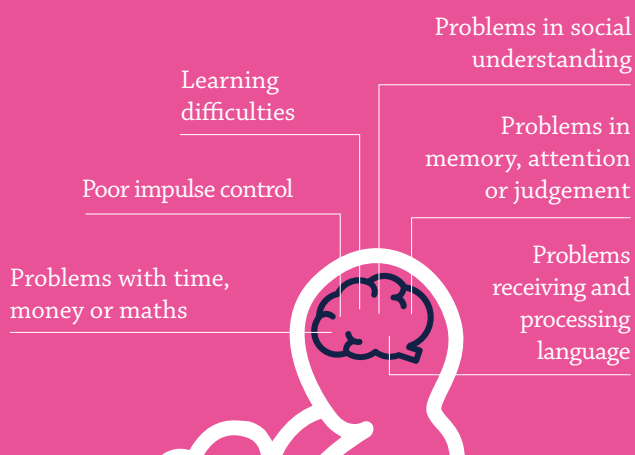 Problems in social
understanding
Learning
difficulties
Problems in
memory, attention
or judgement
Poor impulse control
Problems
receiving and
processing
language
Problems with time,
money or maths